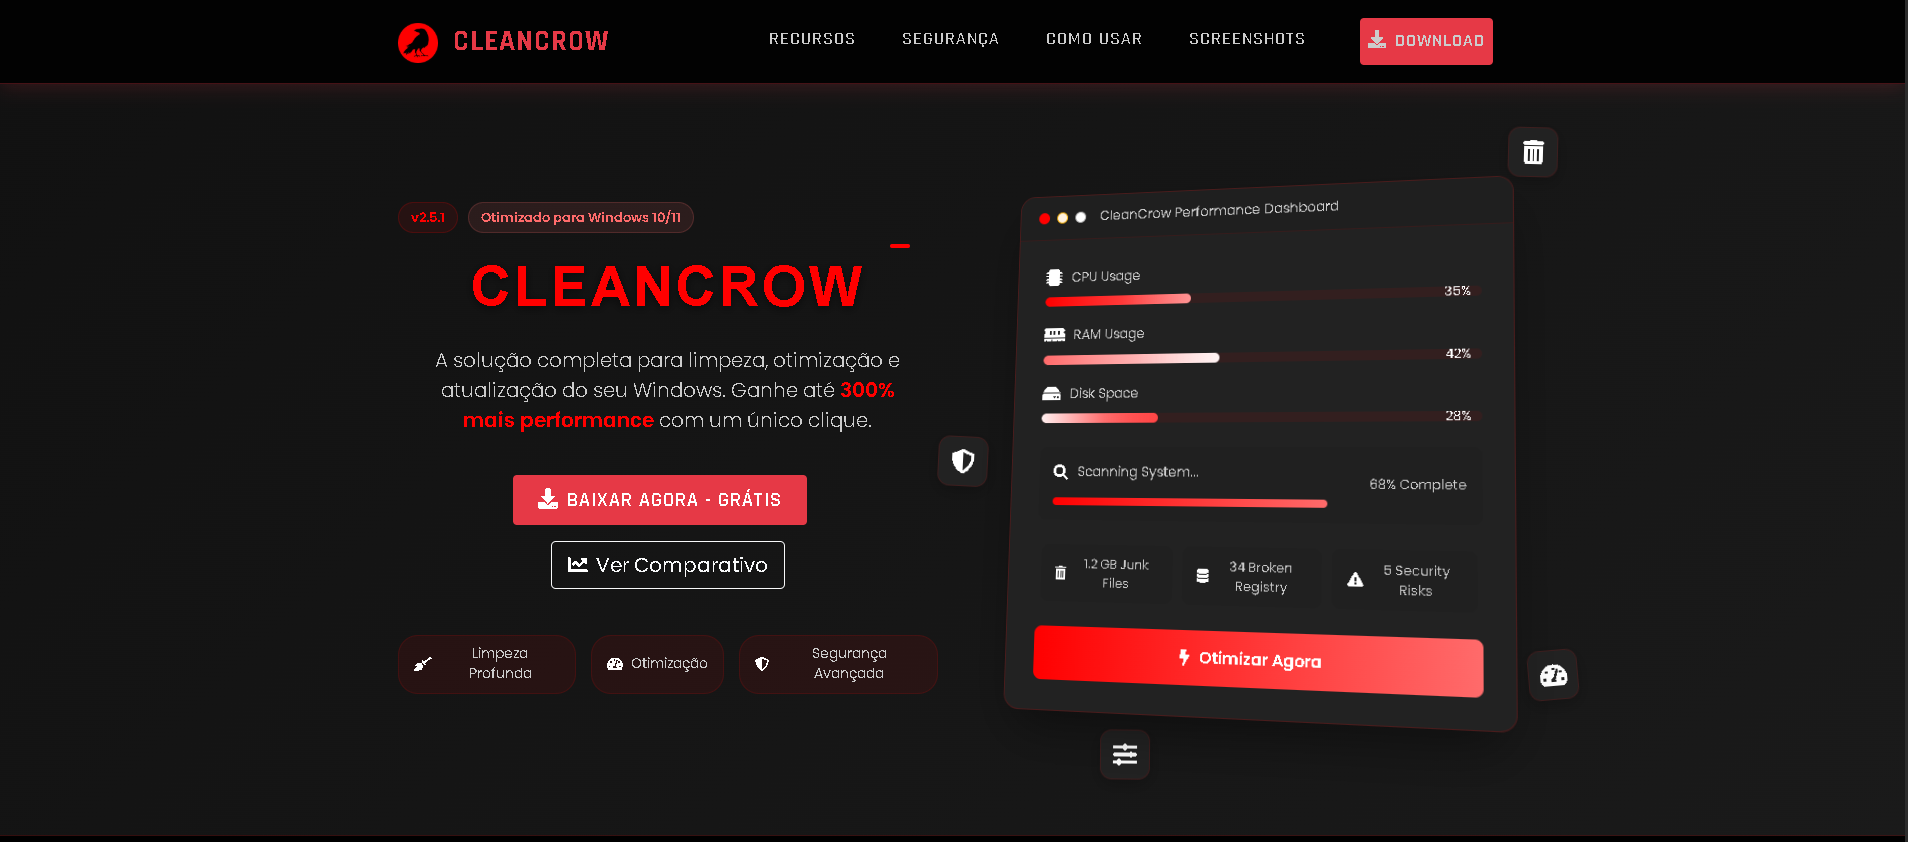 CLEANCROW
RECURSOS
SEGURANÇA
COMO USAR
SCREENSHOTS
DOWNLOAD
v2.5.1
Otimizado para Windows 10/11
CLEANCROW
A solução completa para limpeza, otimização e
atualização do seu Windows. Ganhe até 300%
mais performance com um único clique.
BAIXAR AGORA - GRÁTIS
Ver Comparativo
Limpeza
Profunda
Otimização
Segurança
Avançada
CleanCrow Performance Dashboard
CPU Usage
35%
RAM Usage
42%
Disk Space
28%
Scanning System...
68% Complete
1.2 GB Junk
Files
34 Broken
Registry
5 Security
Risks
Otimizar Agora